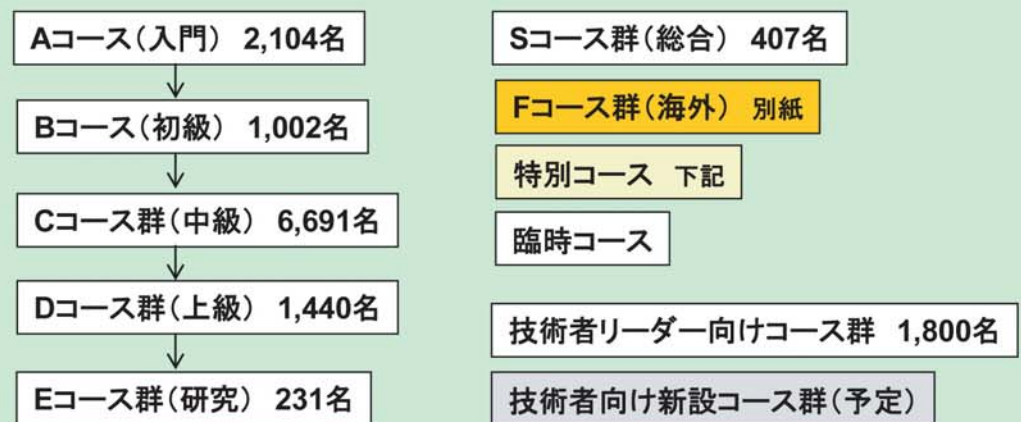 Aコース(入門) 2,104名
Bコース(初級) 1,002名
Cコース群(中級) 6,691名
Dコース群(上級) 1,440名
Eコース群(研究) 231名
Sコース群(総合) 407名
Fコース群(海外) 別紙
特別コース 下記
臨時コース
技術者リーダー向けコース群 1,800名
技術者向け新設コース群(予定)